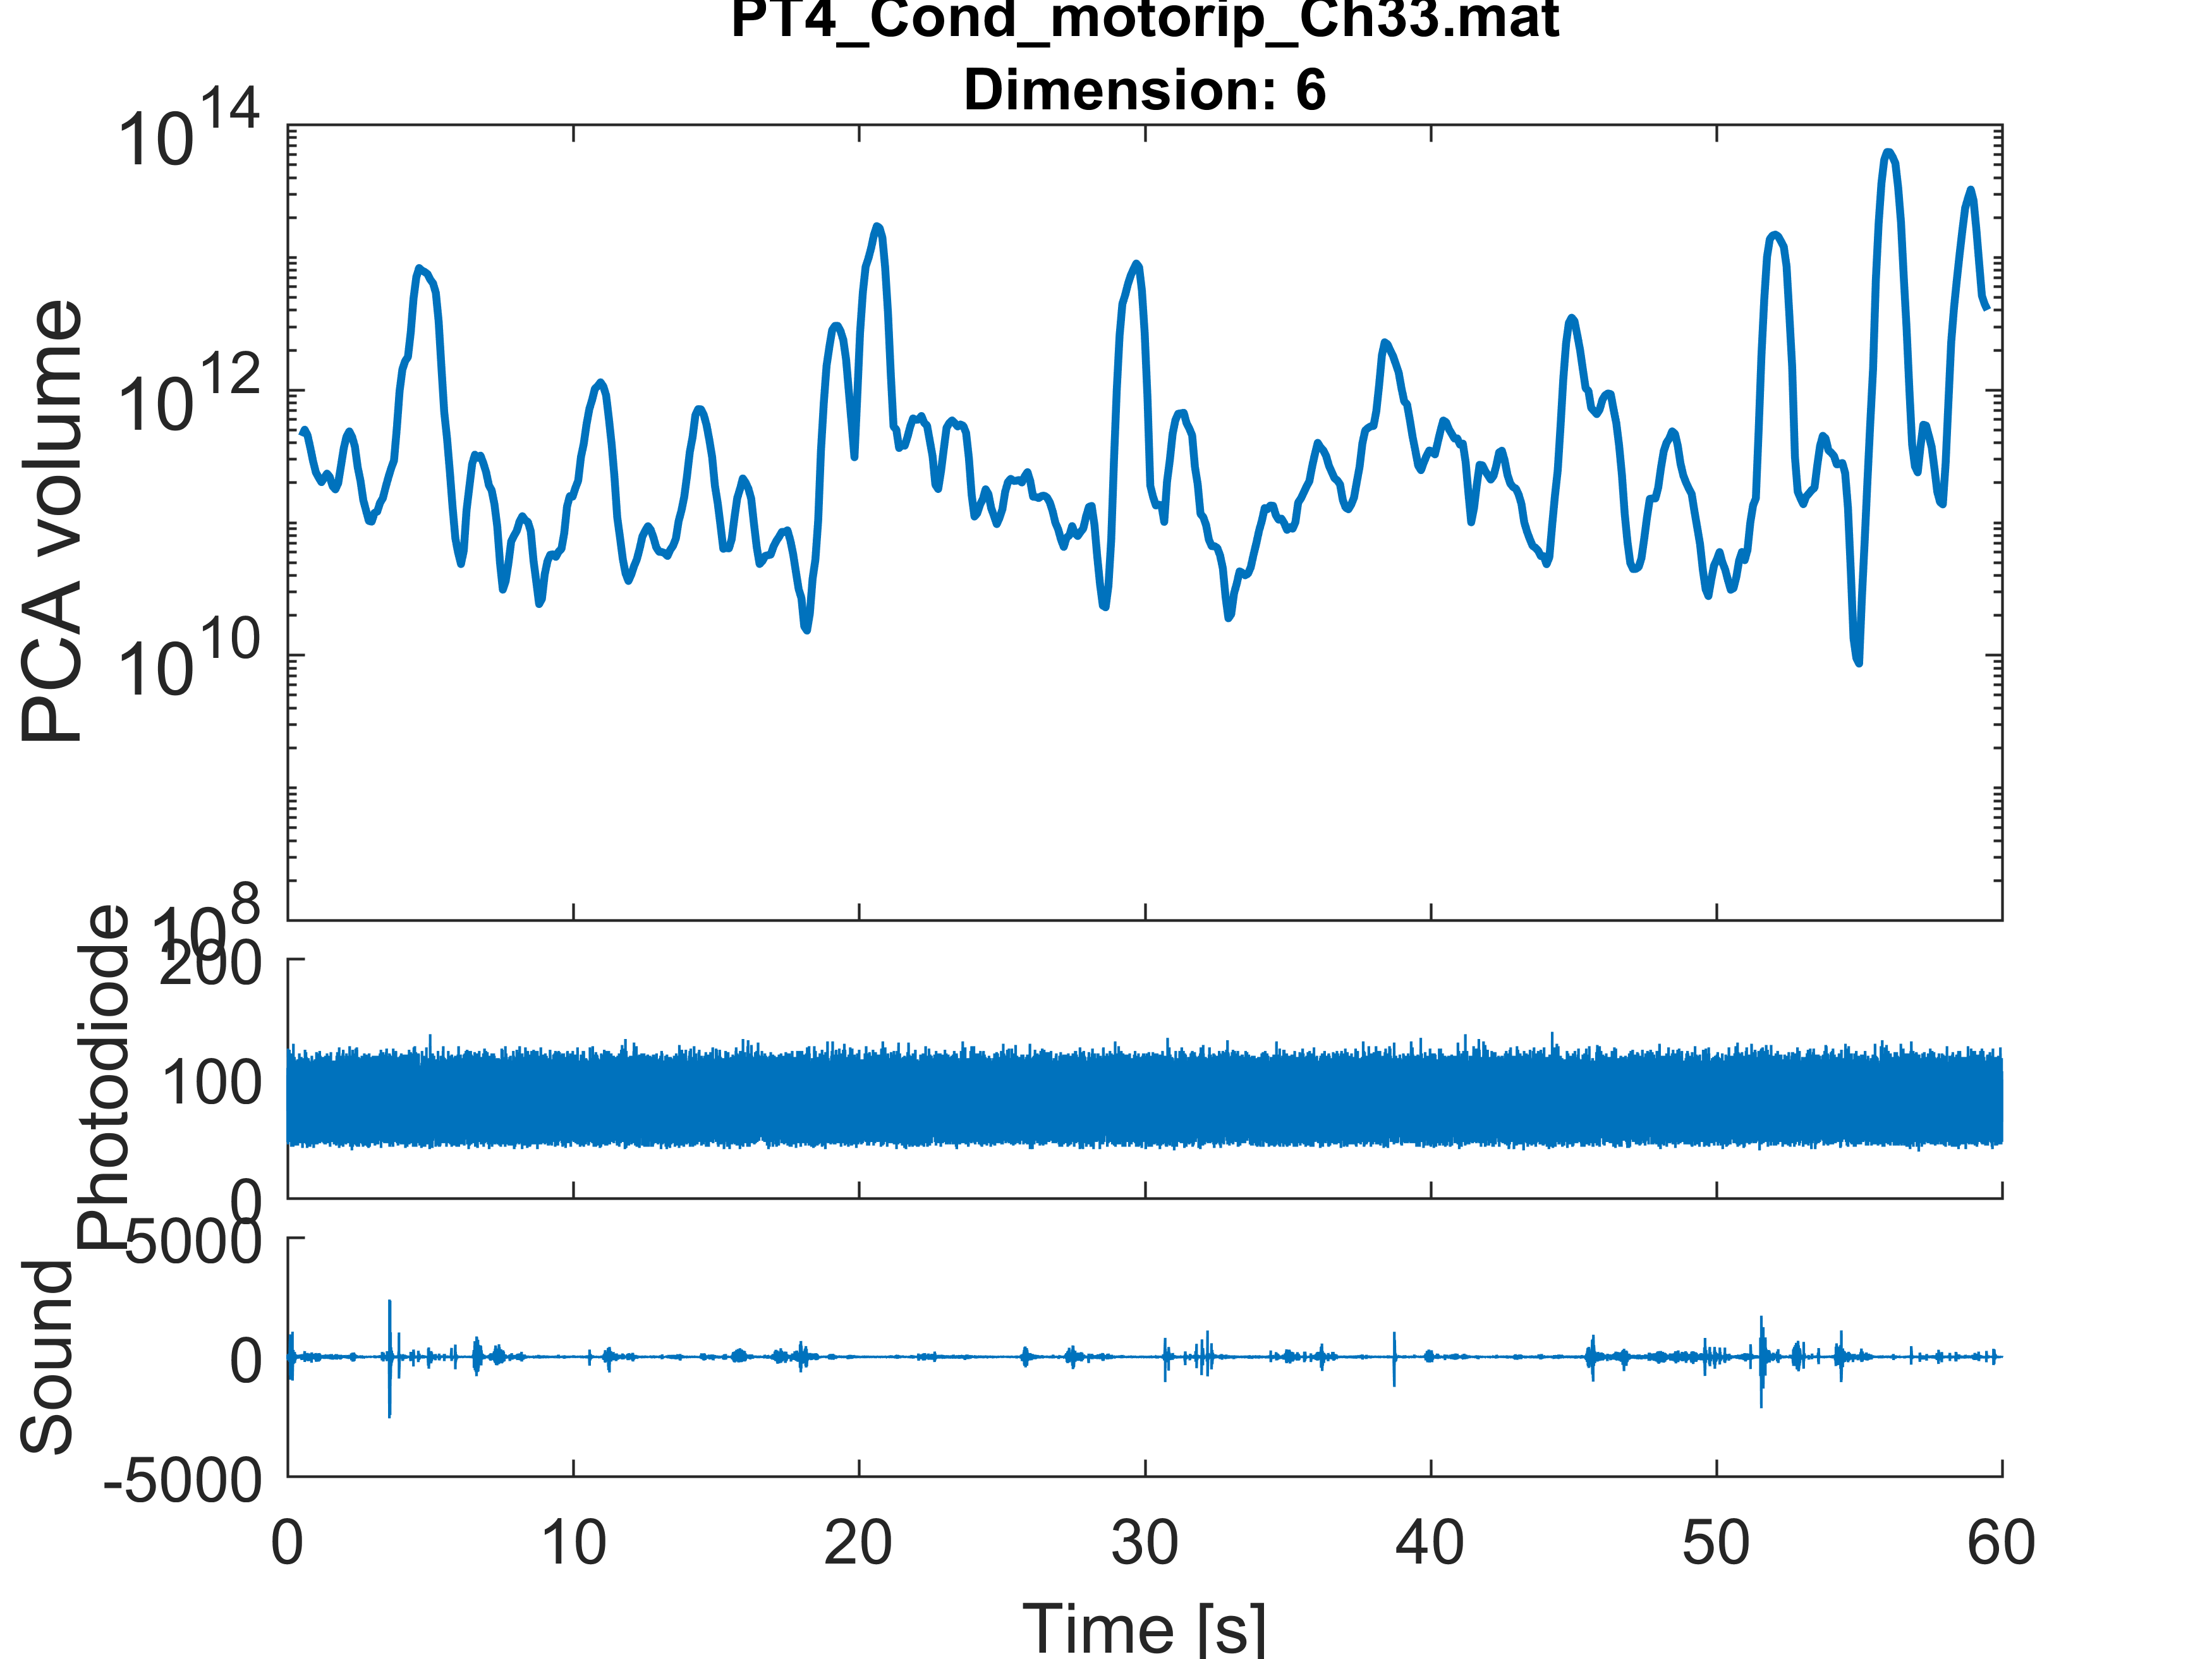 PT4_Cond_motorip_Ch33.mat
Dimension: 6
PCA volume
10^14
10^12
10^10
10^8
Photodiode
200
100
0
Sound
5000
0
-5000
0 10 20 30 40 50 60
Time [s]